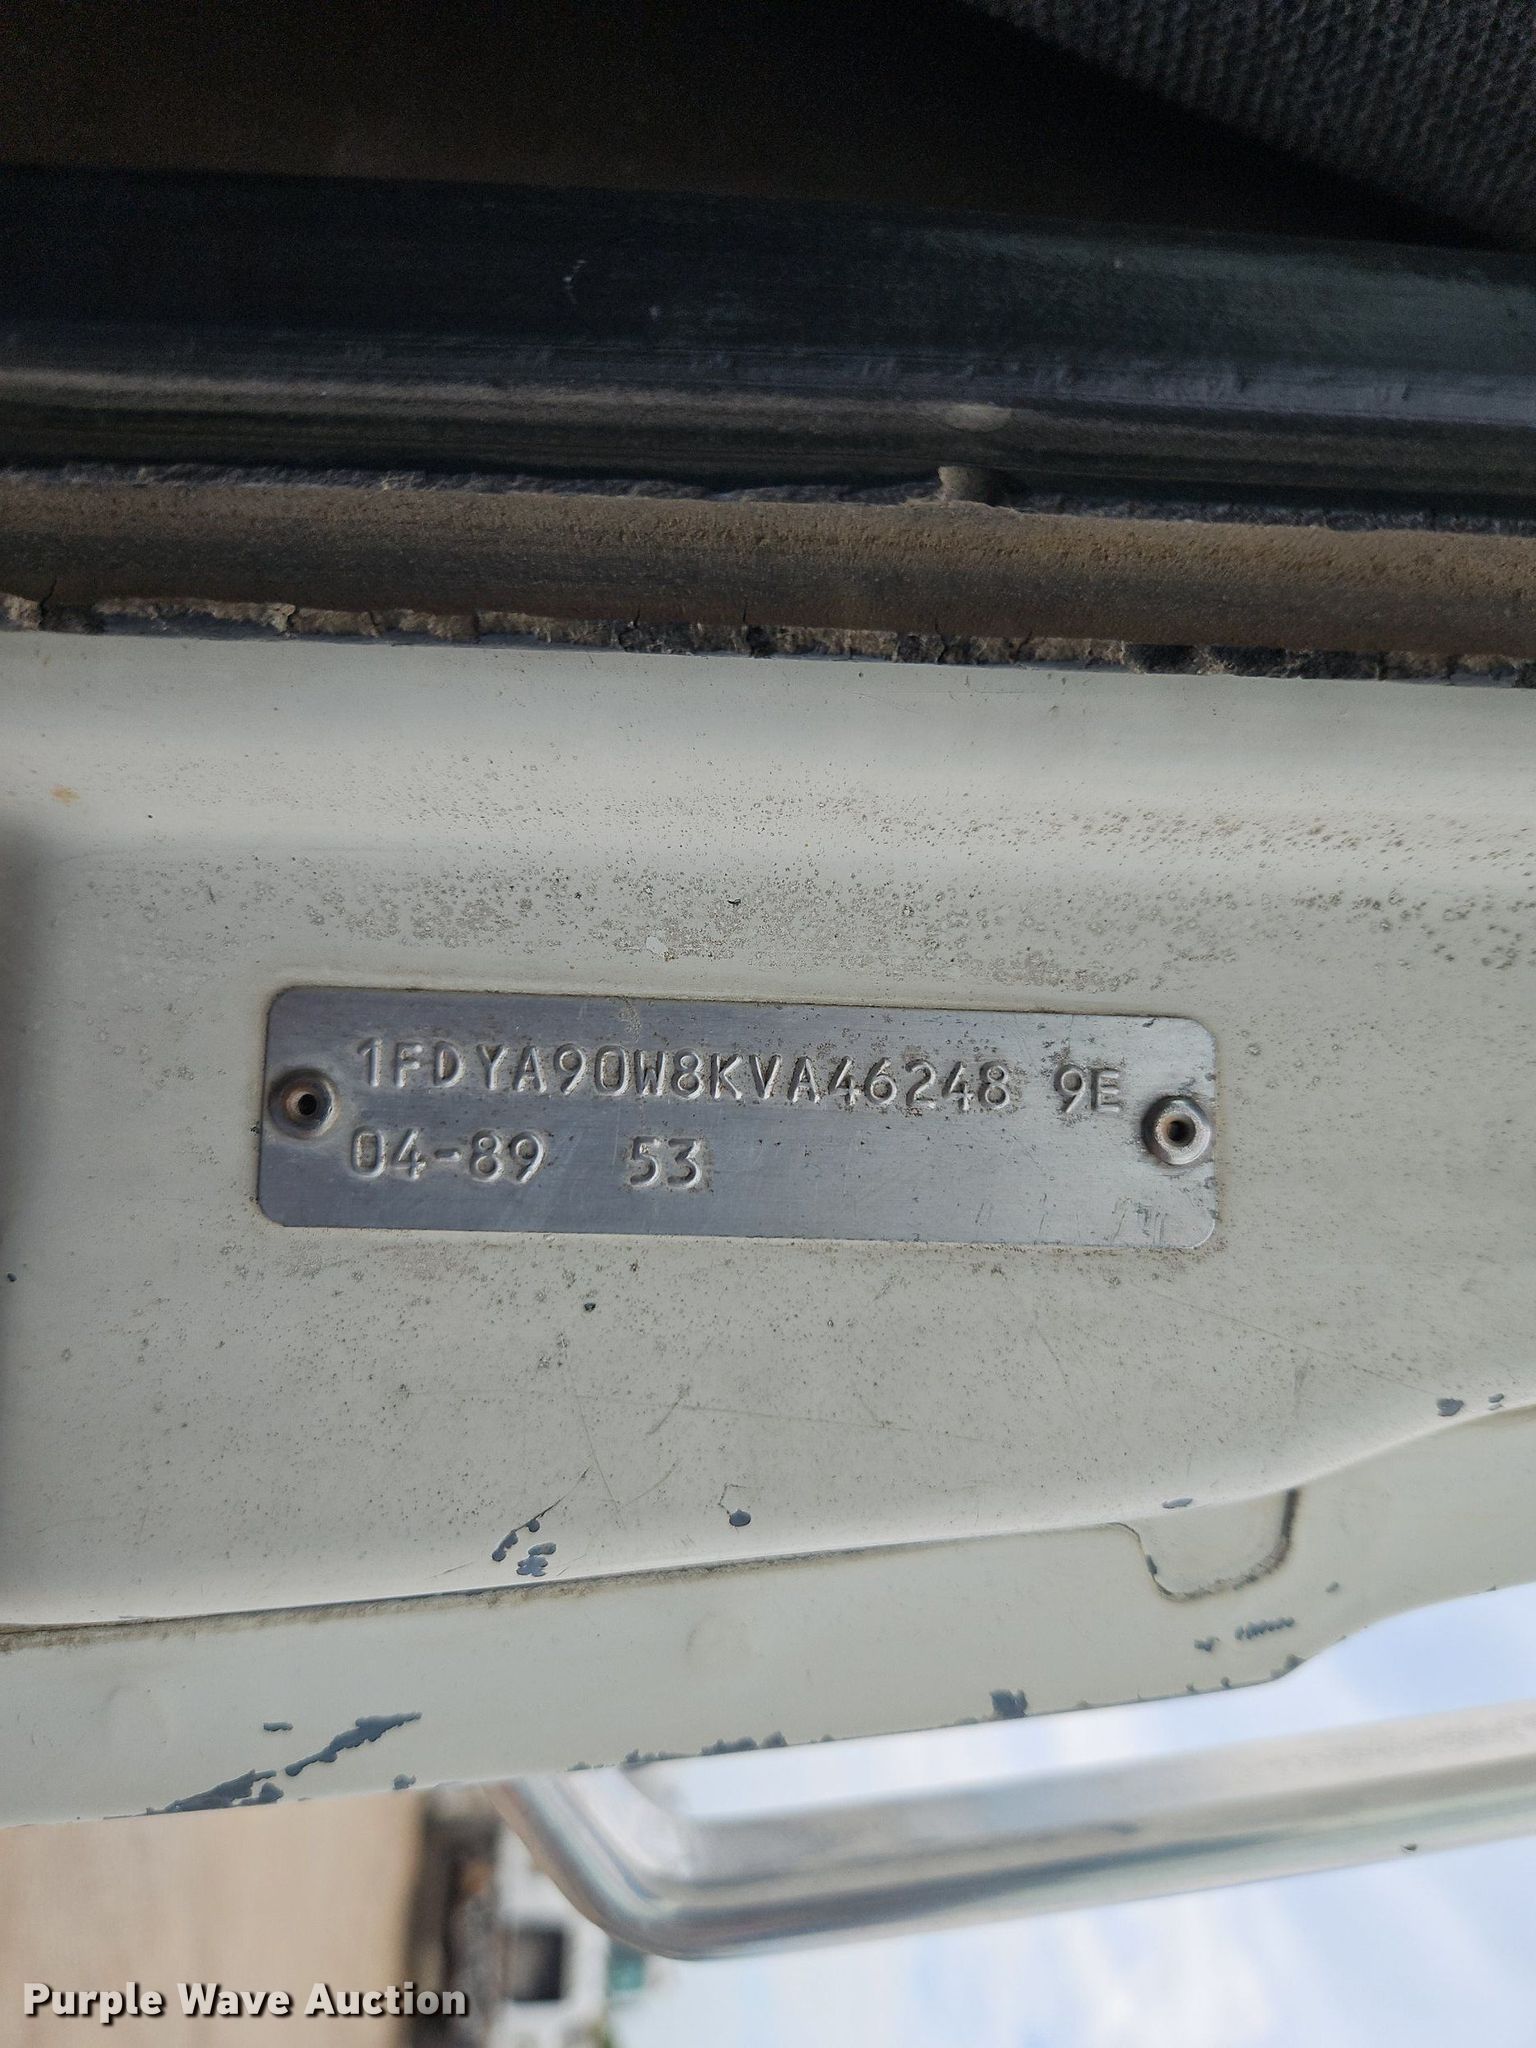 1FDYA90W8KVA46248 9E
04-89 53
Purple Wave Auction